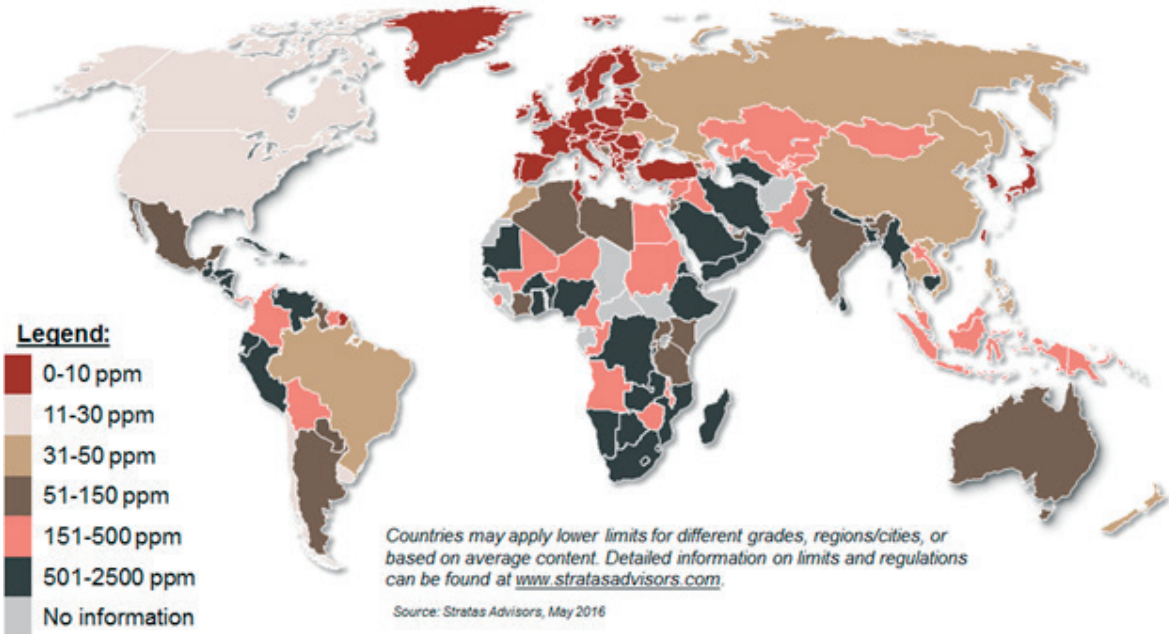 Legend:
0-10 ppm
11-30 ppm
31-50 ppm
51-150 ppm
151-500 ppm
501-2500 ppm
No information
Countries may apply lower limits for different grades, regions/cities, or
based on average content. Detailed information on limits and regulations
can be found at www.stratasadvisors.com.
Source: Stratas Advisors, May 2016